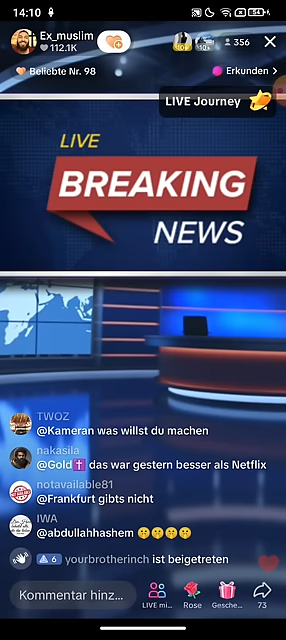 14:10
54
Ex_muslim
112.1K
10+
356
Beliebte Nr. 98
Erkunden
LIVE Journey
LIVE
BREAKING
NEWS
TWOZ
@Kameran was willst du machen
nakasila
@Gold✝️ das war gestern besser als Netflix
notavailable81
@Frankfurt gibts nicht
IWA
@abdullahhashem 🤫🤫🤫🤫
6 yourbrotherinch ist beigetreten
Kommentar hinz...
LIVE mi... Rose Gesche... 73